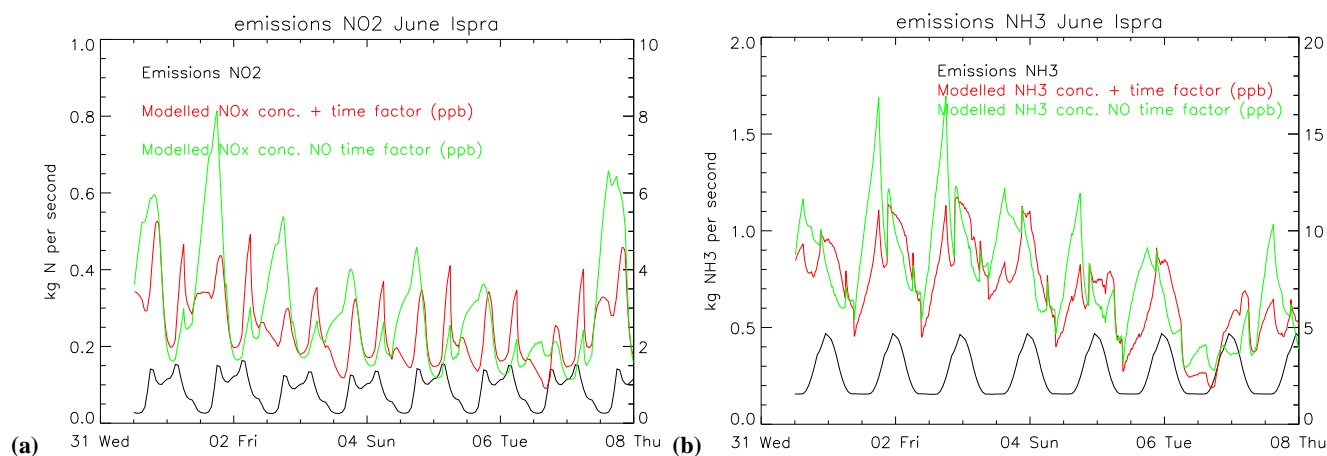 emissions NO2 June Ispra
1.0
10
Emissions NO2
Modelled NOx conc. + time factor (ppb)
0.8
8
Modelled NOx conc. NO time factor (ppb)
0.6
6
kg N per second
0.4
4
0.2
2
0.0
0
(a)
31 Wed
02 Fri
04 Sun
06 Tue
08 Thu
emissions NH3 June Ispra
2.0
20
Emissions NH3
Modelled NH3 conc. + time factor (ppb)
Modelled NH3 conc. NO time factor (ppb)
1.5
15
kg NH3 per second
1.0
10
0.5
5
0.0
0
(b)
31 Wed
02 Fri
04 Sun
06 Tue
08 Thu